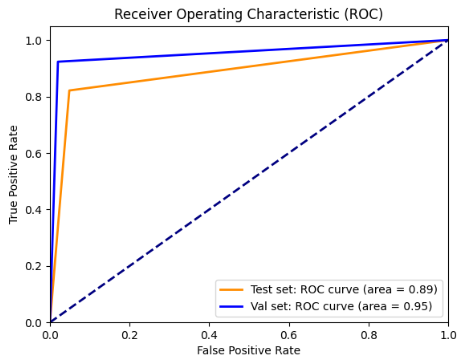 Receiver Operating Characteristic (ROC)
1.0
0.8
0.6
0.4
0.2
0.0
True Positive Rate
Test set: ROC curve (area = 0.89)
Val set: ROC curve (area = 0.95)
0.0 0.2 0.4 0.6 0.8 1.0
False Positive Rate